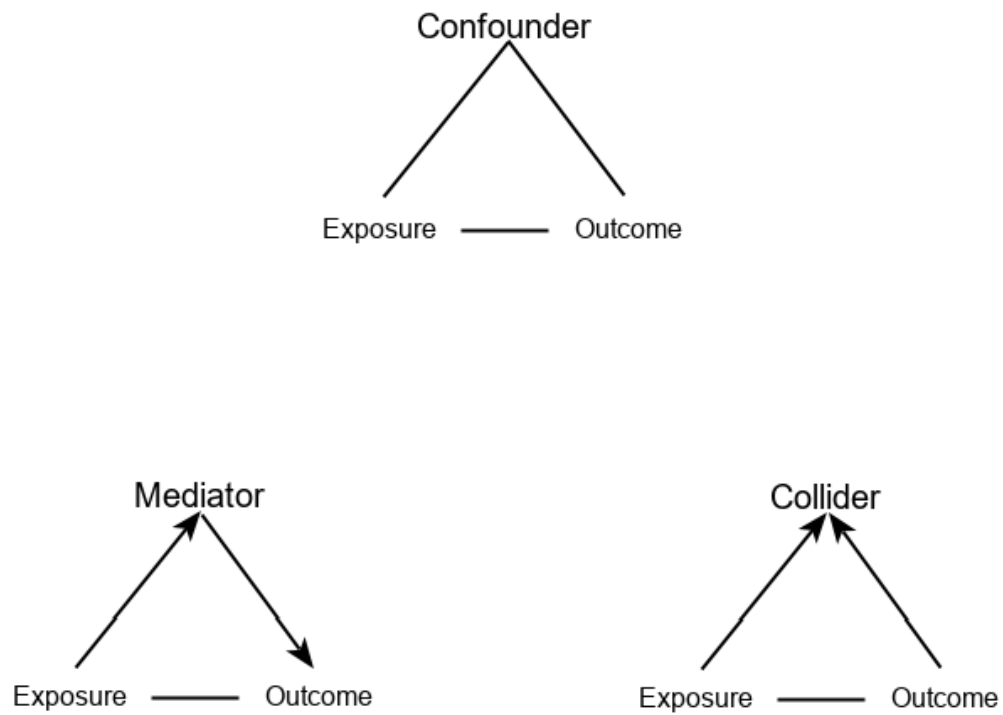 Confounder
Exposure
Outcome
Mediator
Exposure
Outcome
Collider
Exposure
Outcome